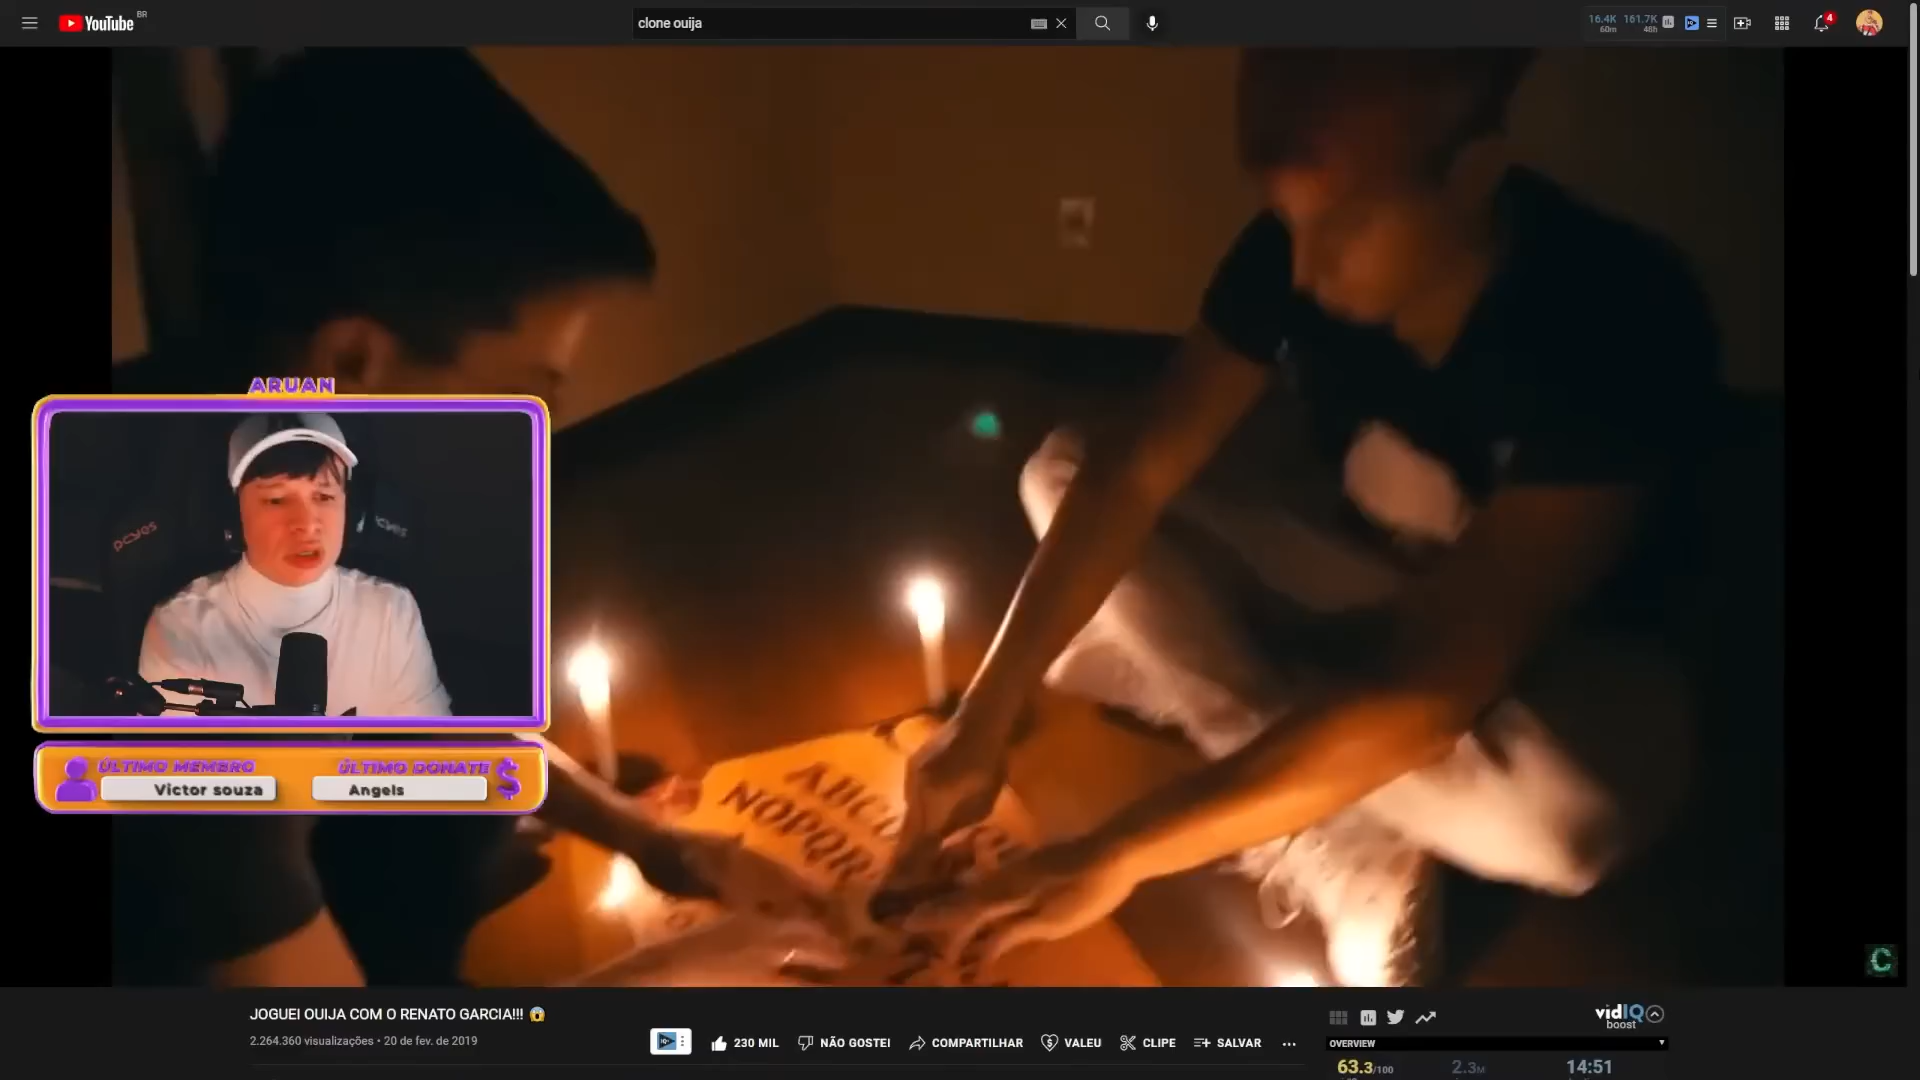 YouTube BR
clone ouija
16.4K 60m
161.7K 48h
4
ARUAN
pcyes
ÚLTIMO MEMBRO
Victor souza
ÚLTIMO DONATE
Angels
$
ABC
NOPQR
C
JOGUEI OUIJA COM O RENATO GARCIA!!!
2.264.360 visualizações • 20 de fev. de 2019
230 MIL
NÃO GOSTEI
COMPARTILHAR
VALEU
CLIPE
SALVAR
...
vidIQ
boost
OVERVIEW
63.3/100
2.3M
14:51